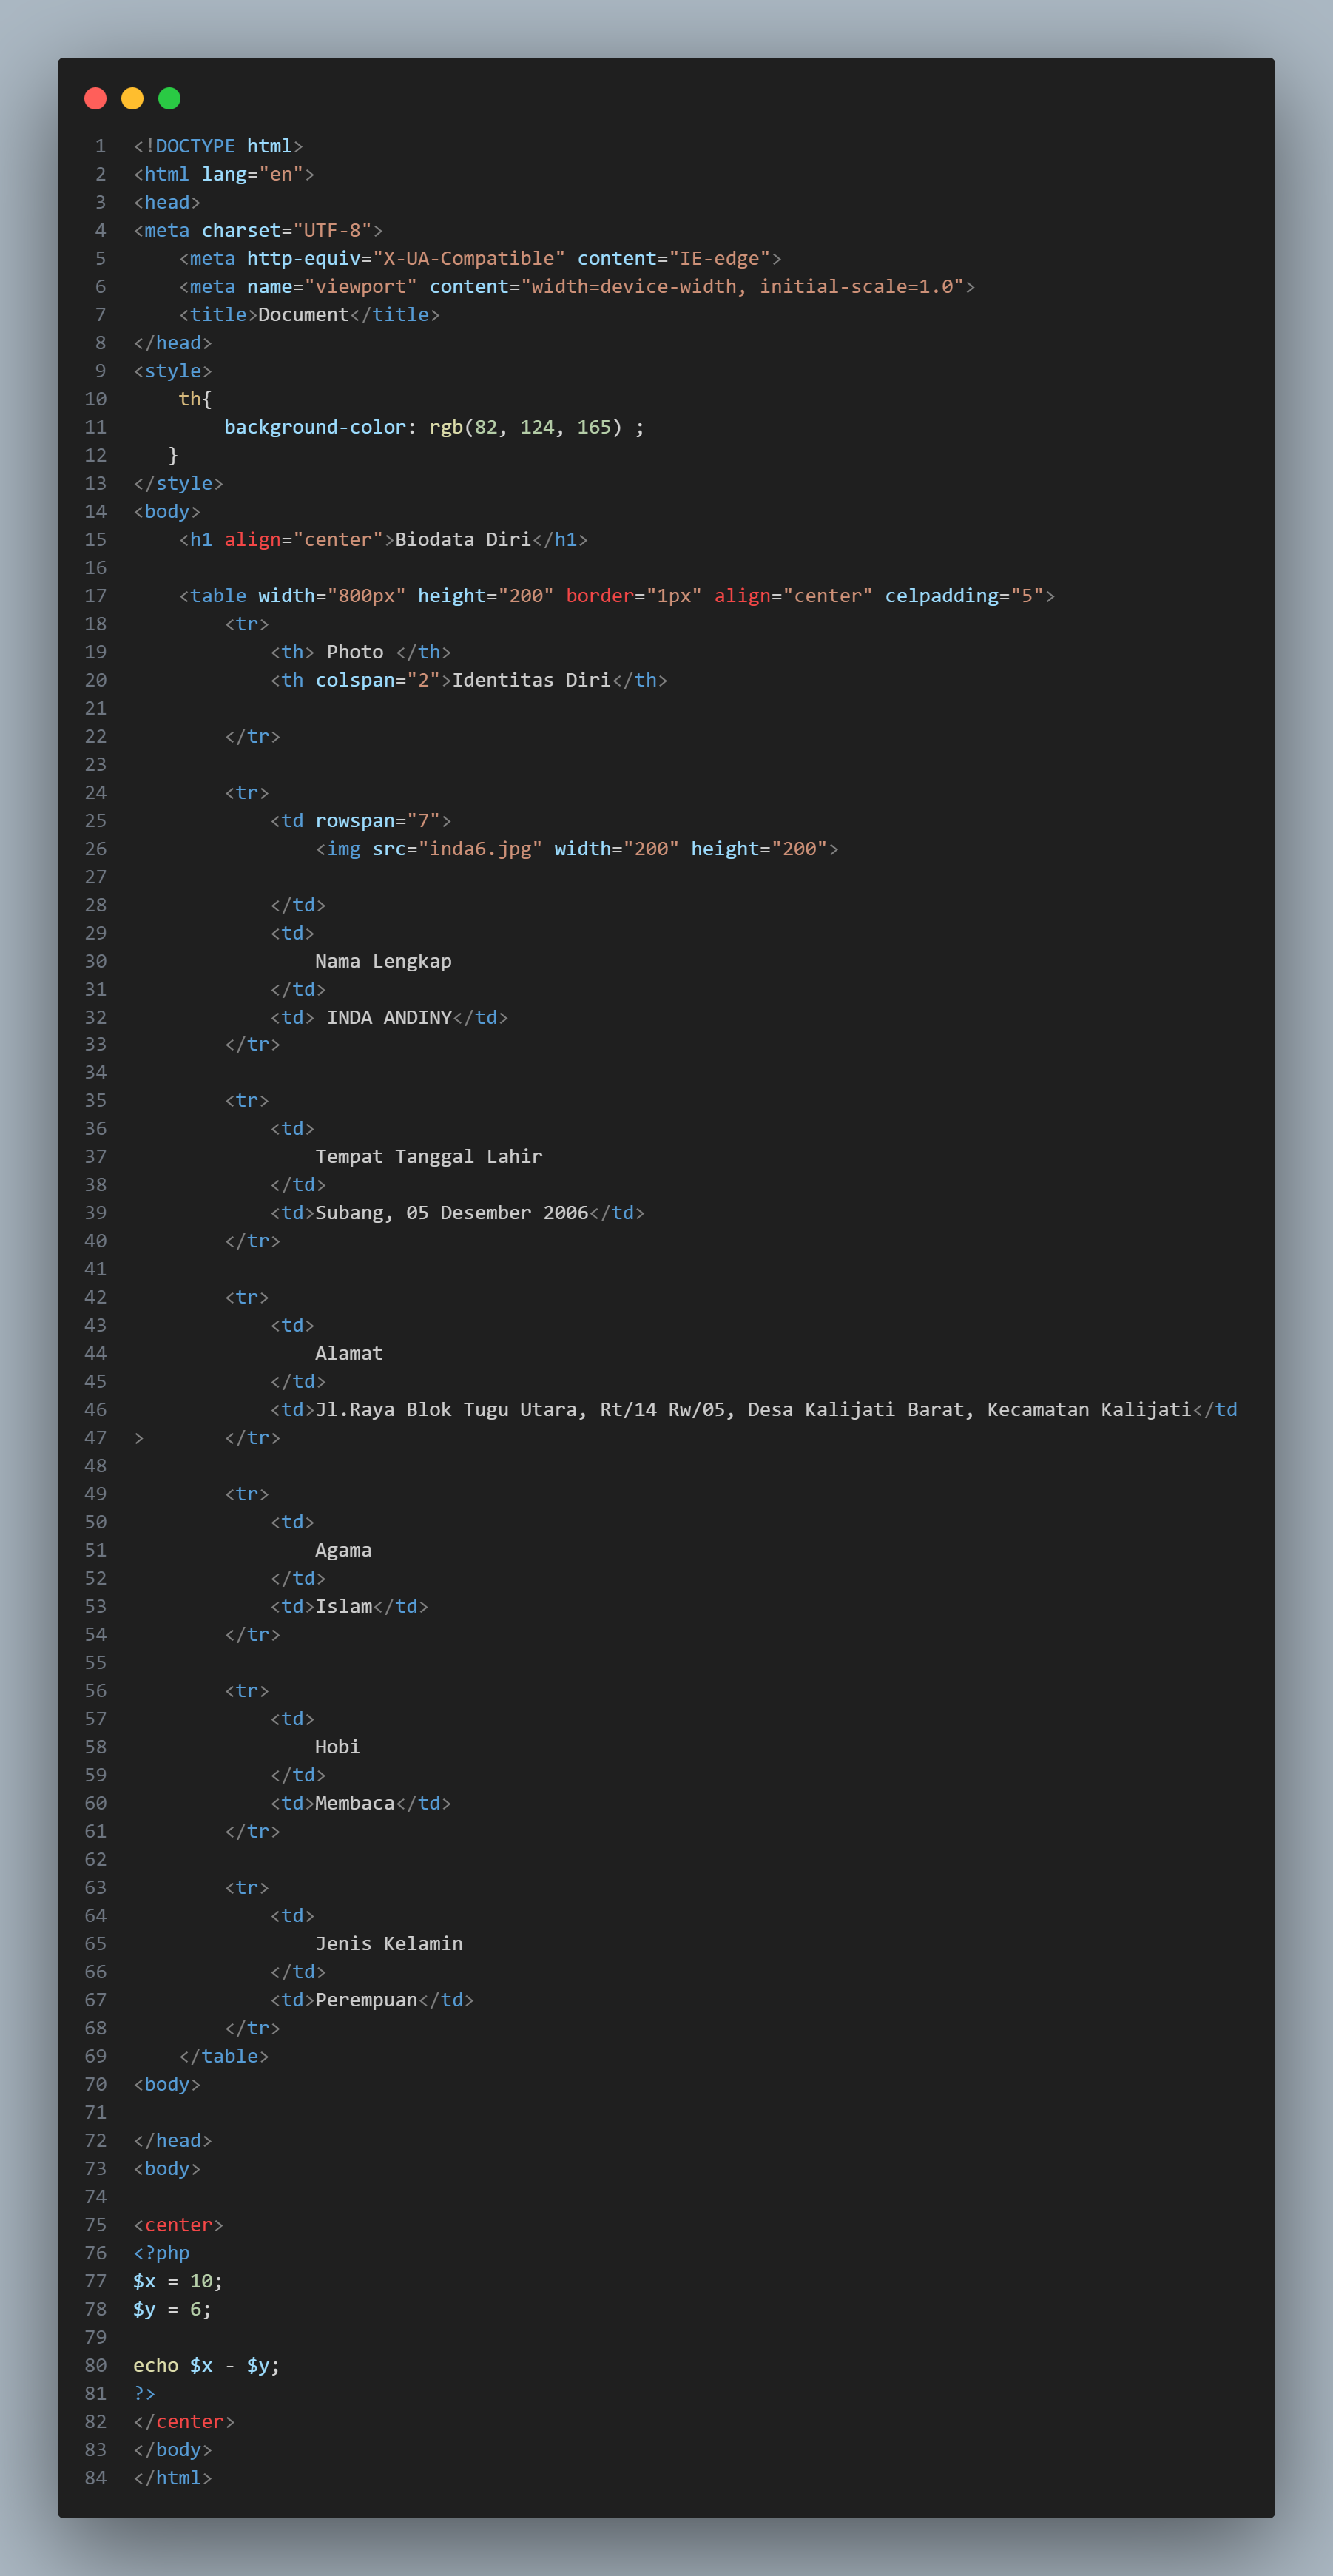 1 <!DOCTYPE html>
2 <html lang="en">
3 <head>
4 <meta charset="UTF-8">
5     <meta http-equiv="X-UA-Compatible" content="IE-edge">
6     <meta name="viewport" content="width=device-width, initial-scale=1.0">
7     <title>Document</title>
8 </head>
9 <style>
10     th{
11         background-color: rgb(82, 124, 165) ;
12    }
13 </style>
14 <body>
15     <h1 align="center">Biodata Diri</h1>
16
17     <table width="800px" height="200" border="1px" align="center" celpadding="5">
18         <tr>
19             <th> Photo </th>
20             <th colspan="2">Identitas Diri</th>
21
22         </tr>
23
24         <tr>
25             <td rowspan="7">
26                 <img src="inda6.jpg" width="200" height="200">
27
28             </td>
29             <td>
30                 Nama Lengkap
31             </td>
32             <td> INDA ANDINY</td>
33         </tr>
34
35         <tr>
36             <td>
37                 Tempat Tanggal Lahir
38             </td>
39             <td>Subang, 05 Desember 2006</td>
40         </tr>
41
42         <tr>
43             <td>
44                 Alamat
45             </td>
46             <td>Jl.Raya Blok Tugu Utara, Rt/14 Rw/05, Desa Kalijati Barat, Kecamatan Kalijati</td
47 >       </tr>
48
49         <tr>
50             <td>
51                 Agama
52             </td>
53             <td>Islam</td>
54         </tr>
55
56         <tr>
57             <td>
58                 Hobi
59             </td>
60             <td>Membaca</td>
61         </tr>
62
63         <tr>
64             <td>
65                 Jenis Kelamin
66             </td>
67             <td>Perempuan</td>
68         </tr>
69     </table>
70 <body>
71
72 </head>
73 <body>
74
75 <center>
76 <?php
77 $x = 10;
78 $y = 6;
79
80 echo $x - $y;
81 ?>
82 </center>
83 </body>
84 </html>